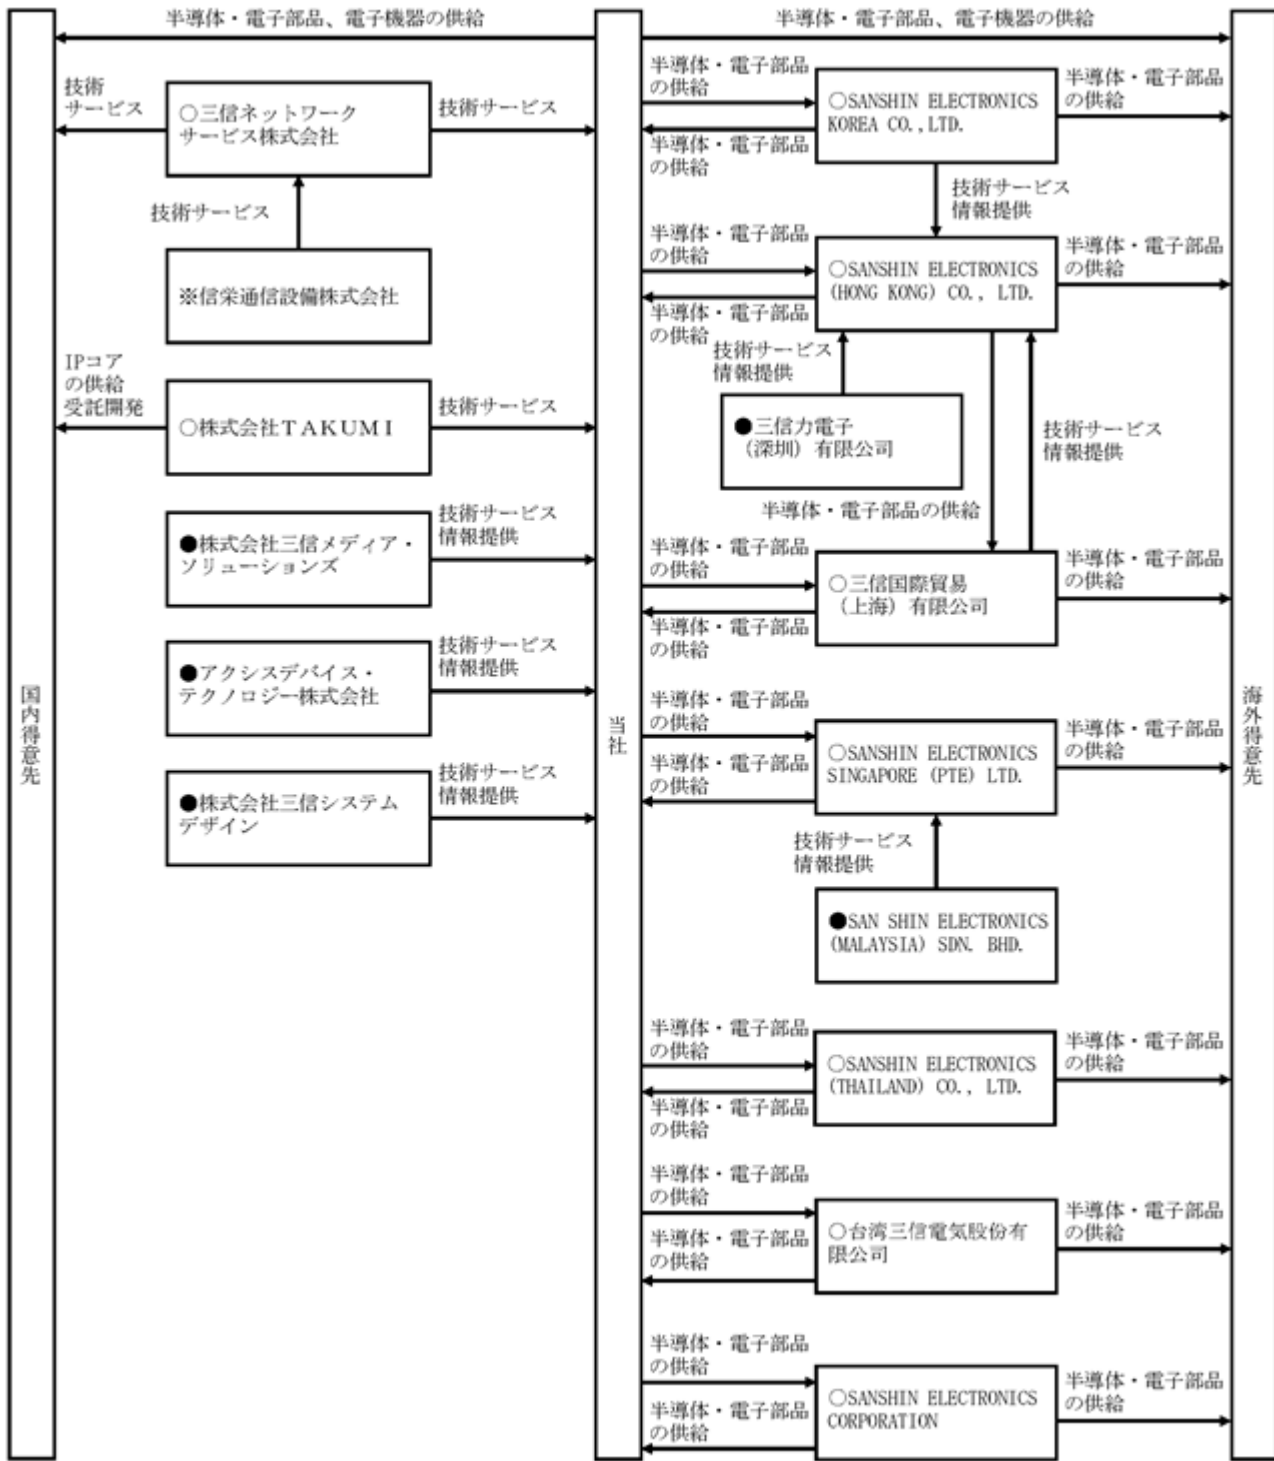 半導体・電子部品、電子機器の供給
技術
サービス
○三信ネットワーク
サービス株式会社
技術サービス
技術サービス
※信栄通信設備株式会社
IPコア
の供給
受託開発
○株式会社ＴＡＫＵＭＩ
技術サービス
●株式会社三信メディア・
ソリューションズ
技術サービス
情報提供
●アクシスデバイス・
テクノロジー株式会社
技術サービス
情報提供
●株式会社三信システム
デザイン
技術サービス
情報提供
国内得意先
当社
半導体・電子部品、電子機器の供給
半導体・電子部品
の供給
○SANSHIN ELECTRONICS
KOREA CO.,LTD.
半導体・電子部品
の供給
半導体・電子部品
の供給
技術サービス
情報提供
半導体・電子部品
の供給
○SANSHIN ELECTRONICS
(HONG KONG) CO., LTD.
半導体・電子部品
の供給
半導体・電子部品
の供給
技術サービス
情報提供
●三信力電子
（深圳）有限公司
技術サービス
情報提供
半導体・電子部品の供給
半導体・電子部品
の供給
○三信国際貿易
（上海）有限公司
半導体・電子部品
の供給
半導体・電子部品
の供給
半導体・電子部品
の供給
○SANSHIN ELECTRONICS
SINGAPORE (PTE) LTD.
半導体・電子部品
の供給
半導体・電子部品
の供給
技術サービス
情報提供
●SAN SHIN ELECTRONICS
(MALAYSIA) SDN. BHD.
半導体・電子部品
の供給
○SANSHIN ELECTRONICS
(THAILAND) CO., LTD.
半導体・電子部品
の供給
半導体・電子部品
の供給
半導体・電子部品
の供給
○台湾三信電気股份有
限公司
半導体・電子部品
の供給
半導体・電子部品
の供給
半導体・電子部品
の供給
○SANSHIN ELECTRONICS
CORPORATION
半導体・電子部品
の供給
半導体・電子部品
の供給
海外得意先